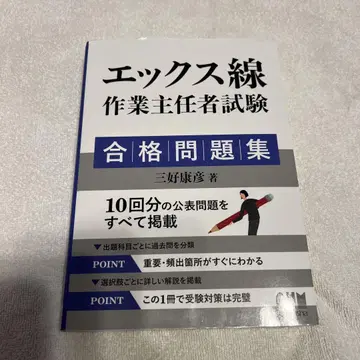 エックス線
作業主任者試験
合格問題集
三好康彦 著
10回分の公表問題を
すべて掲載
▼出題科目ごとに過去問を分類
POINT 重要・頻出箇所がすぐにわかる
▼選択肢ごとに詳しい解説を掲載
POINT この1冊で受験対策は完璧
OHM